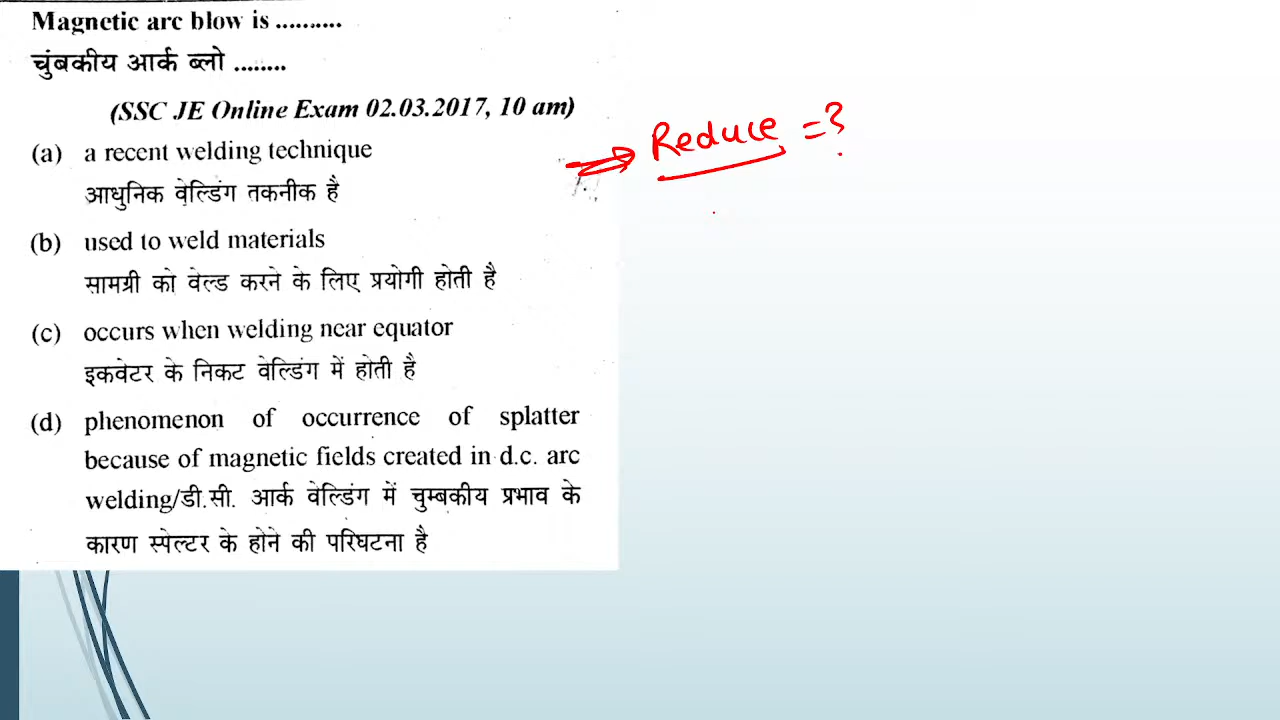 Magnetic arc blow is ..........
चुंबकीय आर्क ब्लो ........
(SSC JE Online Exam 02.03.2017, 10 am)
(a) a recent welding technique
आधुनिक वेल्डिंग तकनीक है
(b) used to weld materials
सामग्री को वेल्ड करने के लिए प्रयोगी होती है
(c) occurs when welding near equator
इकवेटर के निकट वेल्डिंग में होती है
(d) phenomenon of occurrence of splatter
because of magnetic fields created in d.c. arc
welding/डी.सी. आर्क वेल्डिंग में चुम्बकीय प्रभाव के
कारण स्पेल्टर के होने की परिघटना है
Reduce = ?